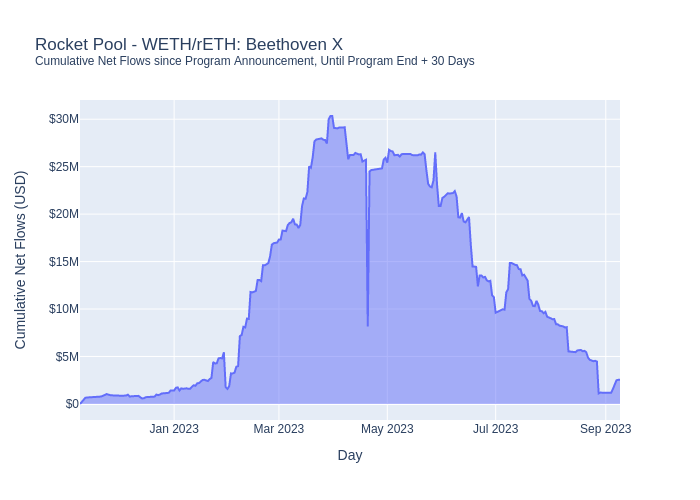 Rocket Pool - WETH/rETH: Beethoven X
Cumulative Net Flows since Program Announcement, Until Program End + 30 Days
Cumulative Net Flows (USD)
$30M
$25M
$20M
$15M
$10M
$5M
$0
Jan 2023
Mar 2023
May 2023
Jul 2023
Sep 2023
Day